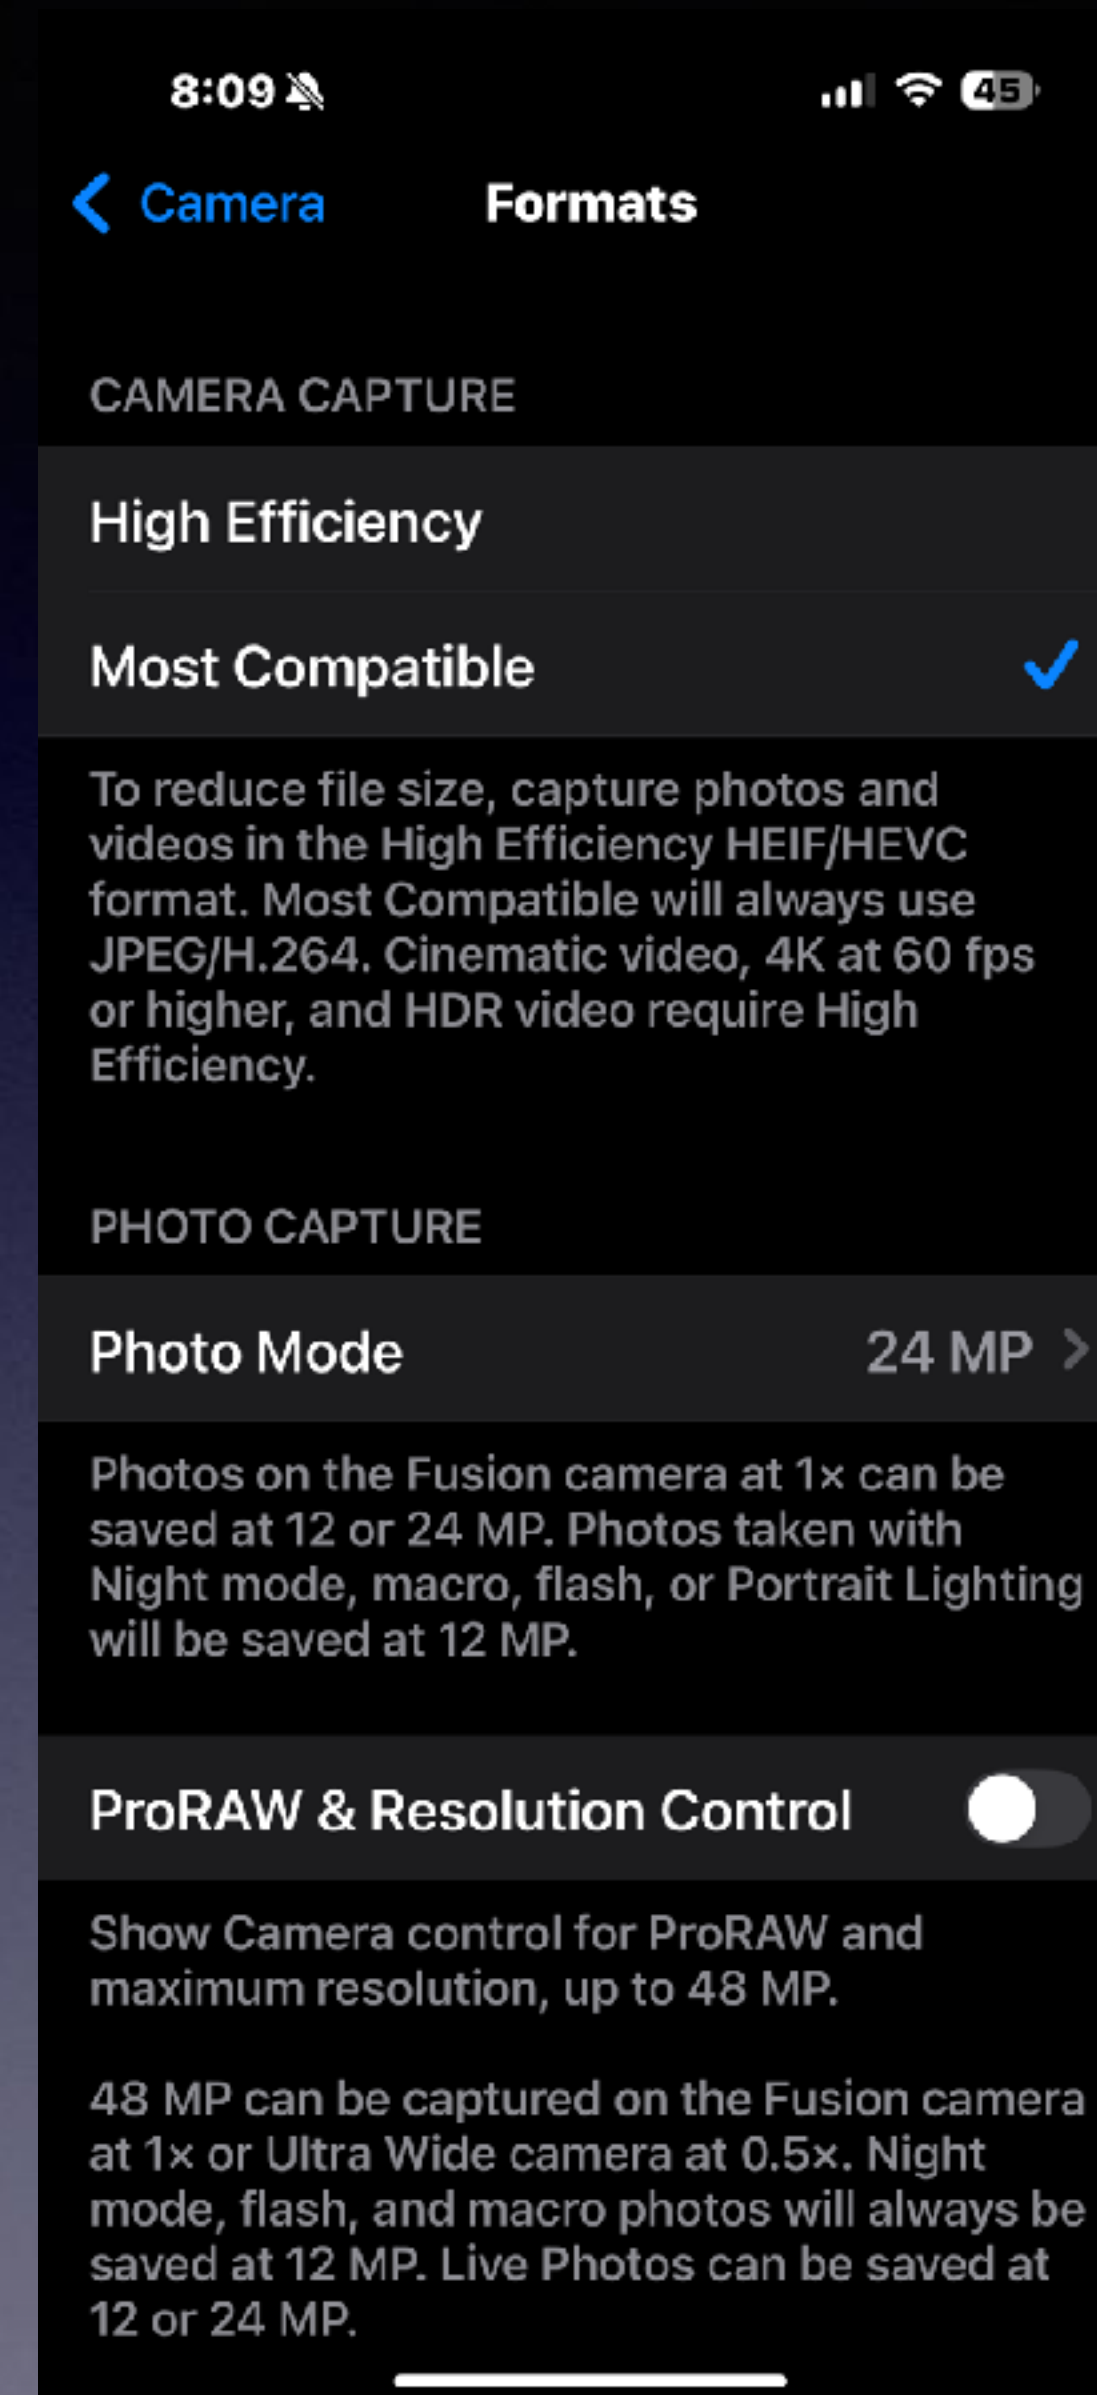 8:09
45
Camera
Formats
CAMERA CAPTURE
High Efficiency
Most Compatible
To reduce file size, capture photos and
videos in the High Efficiency HEIF/HEVC
format. Most Compatible will always use
JPEG/H.264. Cinematic video, 4K at 60 fps
or higher, and HDR video require High
Efficiency.
PHOTO CAPTURE
Photo Mode
24 MP
Photos on the Fusion camera at 1× can be
saved at 12 or 24 MP. Photos taken with
Night mode, macro, flash, or Portrait Lighting
will be saved at 12 MP.
ProRAW & Resolution Control
Show Camera control for ProRAW and
maximum resolution, up to 48 MP.
48 MP can be captured on the Fusion camera
at 1× or Ultra Wide camera at 0.5×. Night
mode, flash, and macro photos will always be
saved at 12 MP. Live Photos can be saved at
12 or 24 MP.